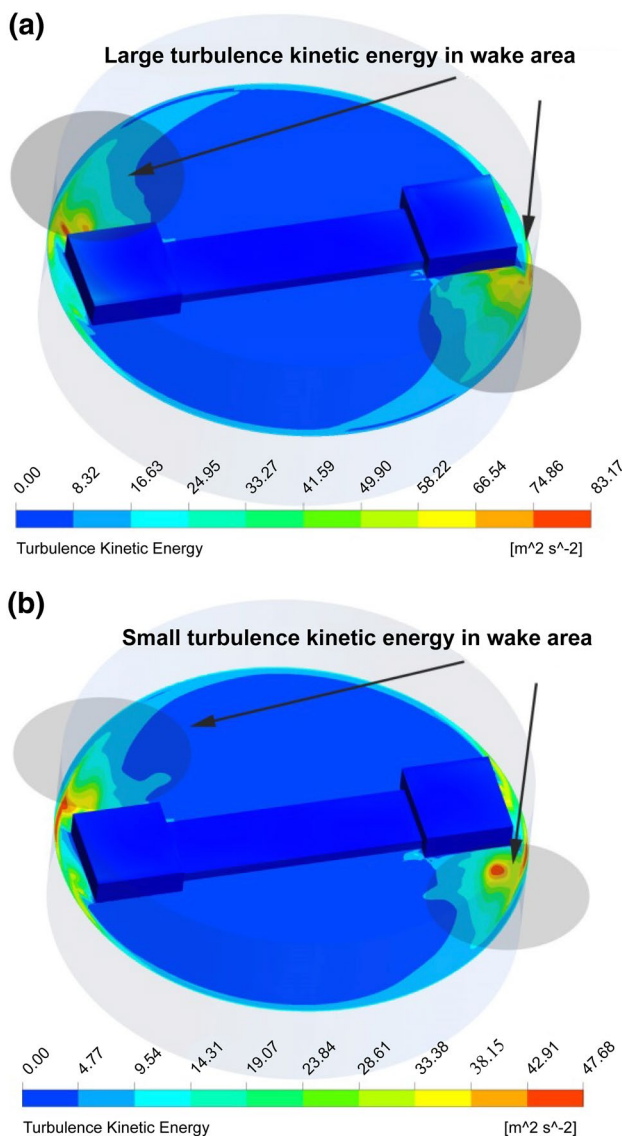 (a)
Large turbulence kinetic energy in wake area
0.00 8.32 16.63 24.95 33.27 41.59 49.90 58.22 66.54 74.86 83.17
Turbulence Kinetic Energy [m^2 s^-2]
(b)
Small turbulence kinetic energy in wake area
0.00 4.77 9.54 14.31 19.07 23.84 28.61 33.38 38.15 42.91 47.68
Turbulence Kinetic Energy [m^2 s^-2]